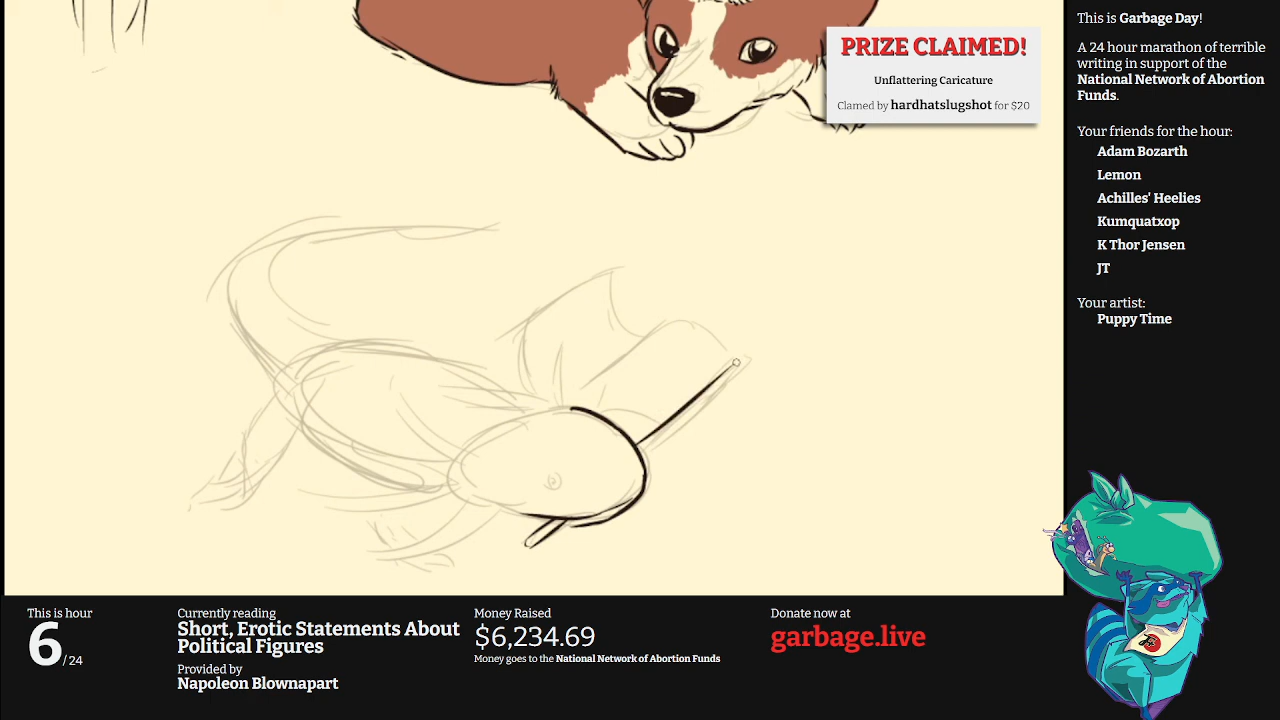 PRIZE CLAIMED!
Unflattering Caricature
Clamed by hardhatslugshot for $20
This is Garbage Day!
A 24 hour marathon of terrible
writing in support of the
National Network of Abortion
Funds.
Your friends for the hour:
Adam Bozarth
Lemon
Achilles' Heelies
Kumquatxop
K Thor Jensen
JT
Your artist:
Puppy Time
This is hour
6/24
Currently reading
Short, Erotic Statements About
Political Figures
Provided by
Napoleon Blownapart
Money Raised
$6,234.69
Money goes to the National Network of Abortion Funds
Donate now at
garbage.live